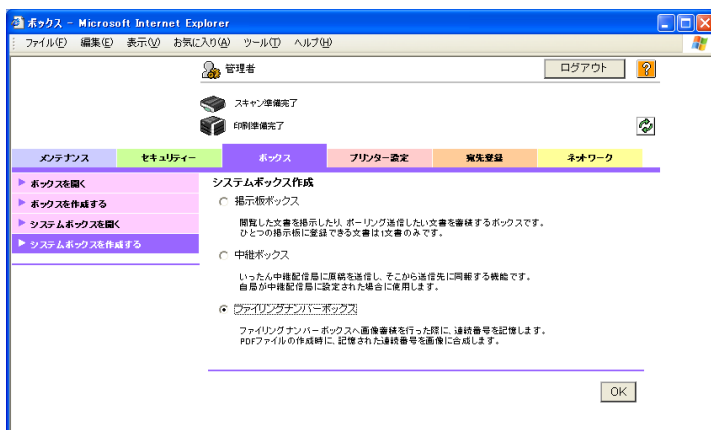 ボックス - Microsoft Internet Explorer
ファイル(F) 編集(E) 表示(V) お気に入り(A) ツール(T) ヘルプ(H)
管理者 ログアウト ?
スキャン準備完了
印刷準備完了
メンテナンス セキュリティー ボックス プリンター設定 宛先登録 ネットワーク
ボックスを開く
ボックスを作成する
システムボックスを開く
システムボックスを作成する
システムボックス作成
掲示板ボックス
閲覧した文書を掲示したり、ポーリング送信したい文書を蓄積するボックスです。
ひとつの掲示板に登録できる文書は1文書のみです。
中継ボックス
いったん中継配信局に原稿を送信し、そこから送信先に同報する機能です。
自局が中継配信局に設定された場合に使用します。
ファイリングナンバーボックス
ファイリングナンバーボックスへ画像蓄積を行った際に、連続番号を記憶します。
PDFファイルの作成時に、記憶された連続番号を画像に合成します。
OK